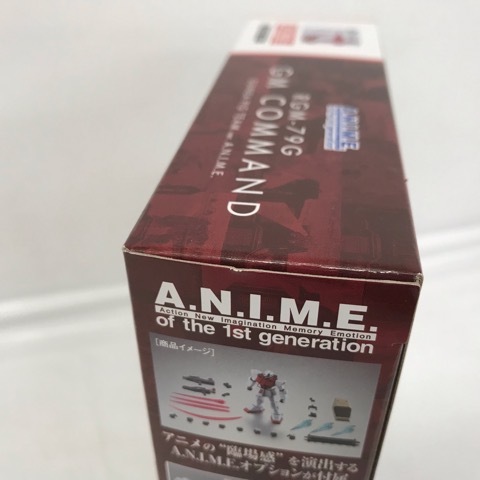 A.N.I.M.E.
RGM-79G
GM COMMAND
A.N.I.M.E.
Action New Imagination Memory Emotion
of the 1st generation
[商品イメージ]
アニメの"臨場感"を演出する
A.N.I.M.E.オプションが付属